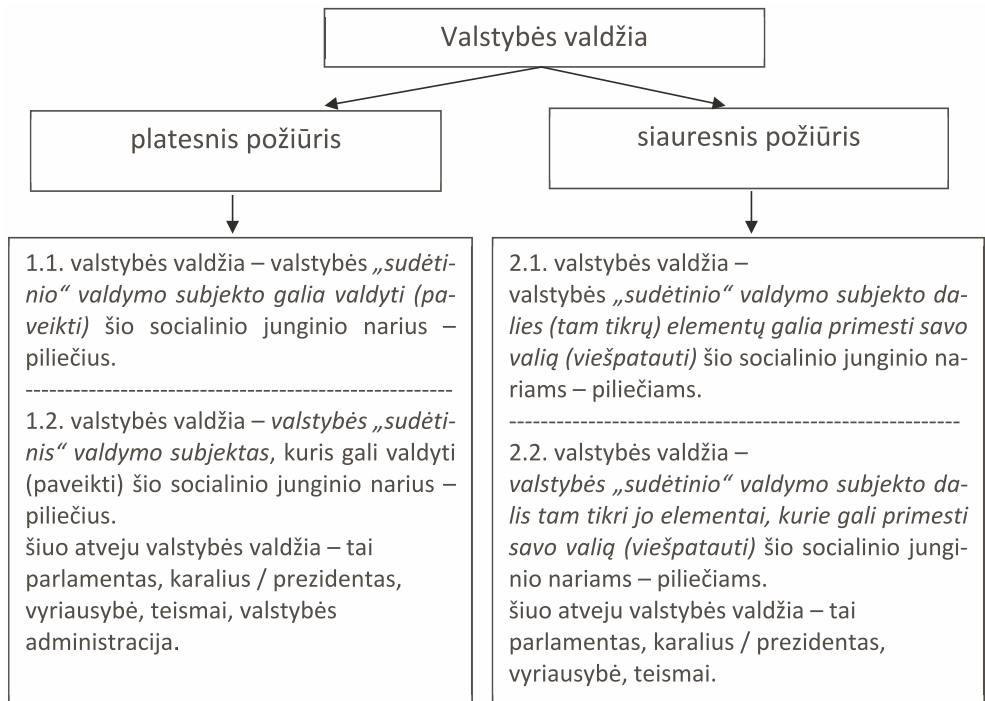 Valstybės valdžia
platesnis požiūris
siauresnis požiūris
1.1. valstybės valdžia – valstybės „sudėti-
nio“ valdymo subjekto galia valdyti (pa-
veikti) šio socialinio junginio narius –
piliečius.
-------------------------------------------------------
1.2. valstybės valdžia – valstybės „sudėti-
nis“ valdymo subjektas, kuris gali valdyti
(paveikti) šio socialinio junginio narius –
piliečius.
šiuo atveju valstybės valdžia – tai
parlamentas, karalius / prezidentas,
vyriausybė, teismai, valstybės
administracija.
2.1. valstybės valdžia –
valstybės „sudėtinio“ valdymo subjekto da-
lies (tam tikrų) elementų galia primesti savo
valią (viešpatauti) šio socialinio junginio na-
riams – piliečiams.
----------------------------------------------------------
2.2. valstybės valdžia –
valstybės „sudėtinio“ valdymo subjekto da-
lis tam tikri jo elementai, kurie gali primesti
savo valią (viešpatauti) šio socialinio jungi-
nio nariams – piliečiams.
šiuo atveju valstybės valdžia – tai
parlamentas, karalius / prezidentas,
vyriausybė, teismai.